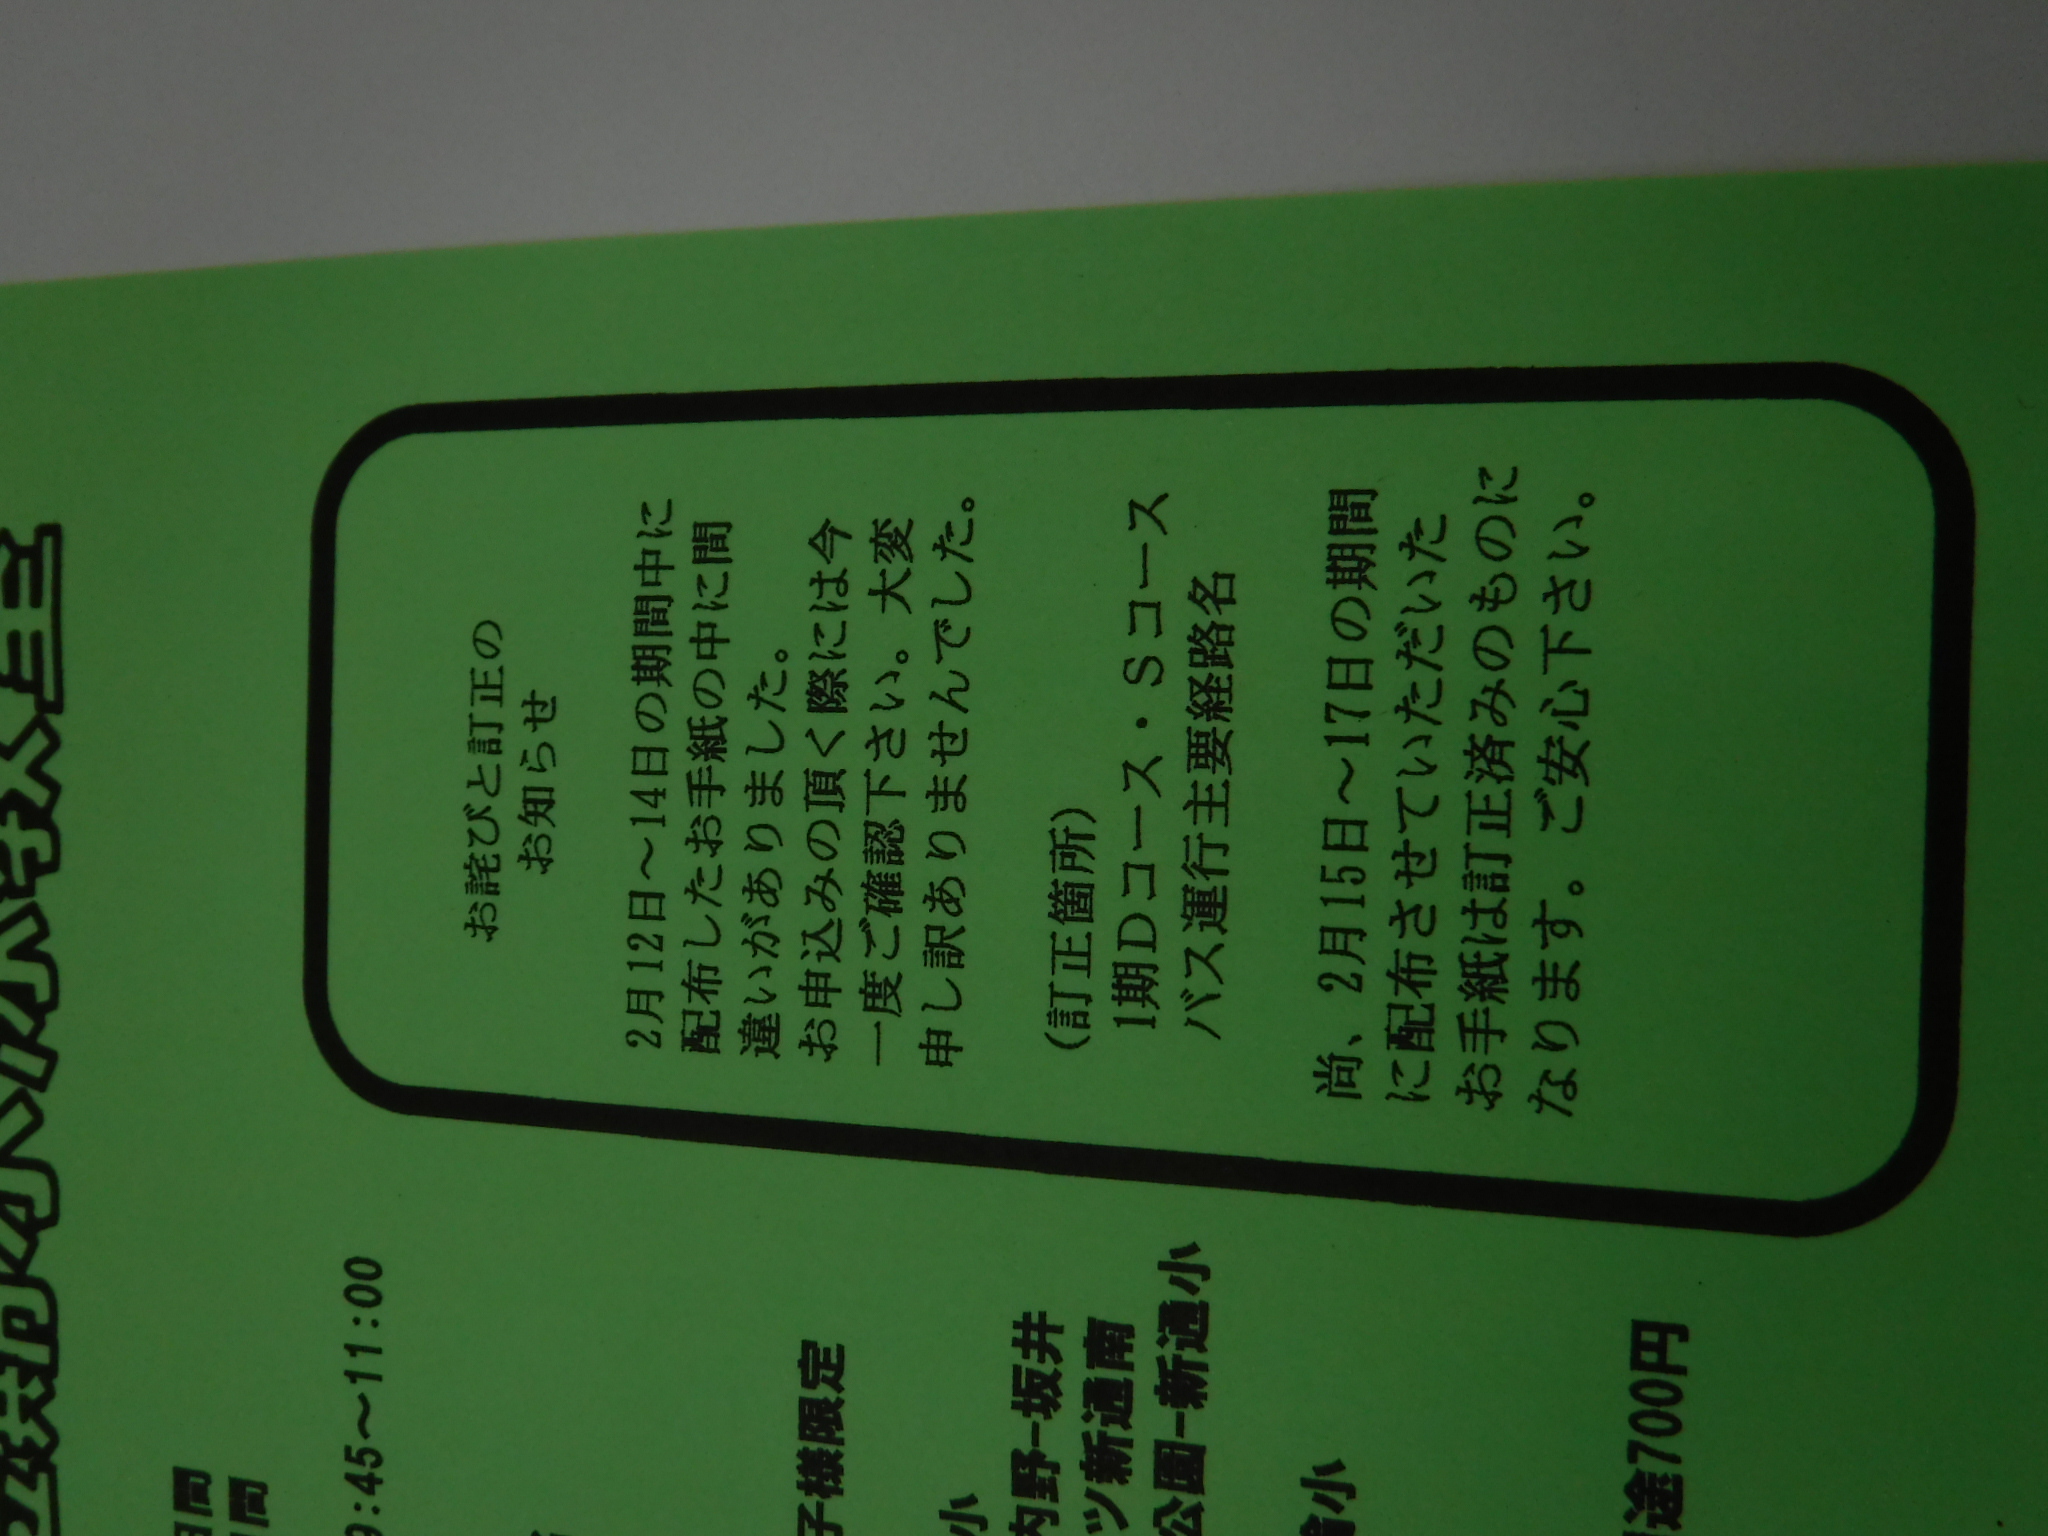 お詫びと訂正の
お知らせ
2月12日～14日の期間中に
配布したお手紙の中に間
違いがありました。
お申込みの頂く際には今
一度ご確認下さい。大変
申し訳ありませんでした。
(訂正箇所)
1期Dコース・Sコース
バス運行主要経路名
尚、2月15日～17日の期間
に配布させていただいた
お手紙は訂正済みのものに
なります。ご安心下さい。
9:45～11:00
子様限定
小
内野-坂井
ツ新通南
公園-新通小
小
途700円